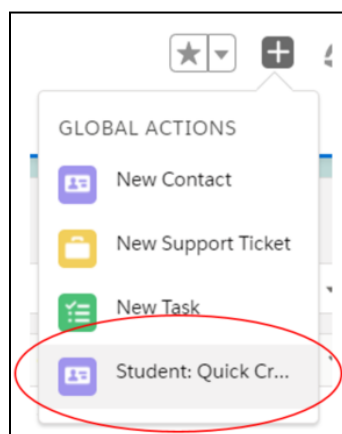 GLOBAL ACTIONS
New Contact
New Support Ticket
New Task
Student: Quick Cr...